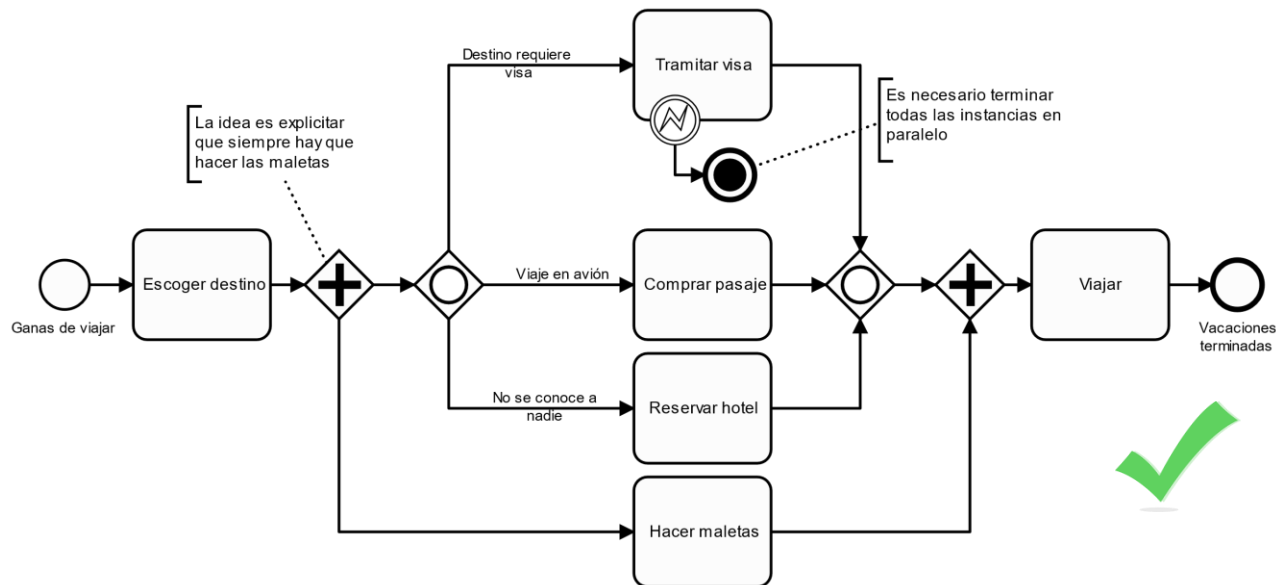 Destino requiere
visa
Tramitar visa
Es necesario terminar
todas las instancias en
paralelo
La idea es explicitar
que siempre hay que
hacer las maletas
Ganas de viajar
Escoger destino
Viaje en avión
Comprar pasaje
Viajar
Vacaciones
terminadas
No se conoce a
nadie
Reservar hotel
Hacer maletas